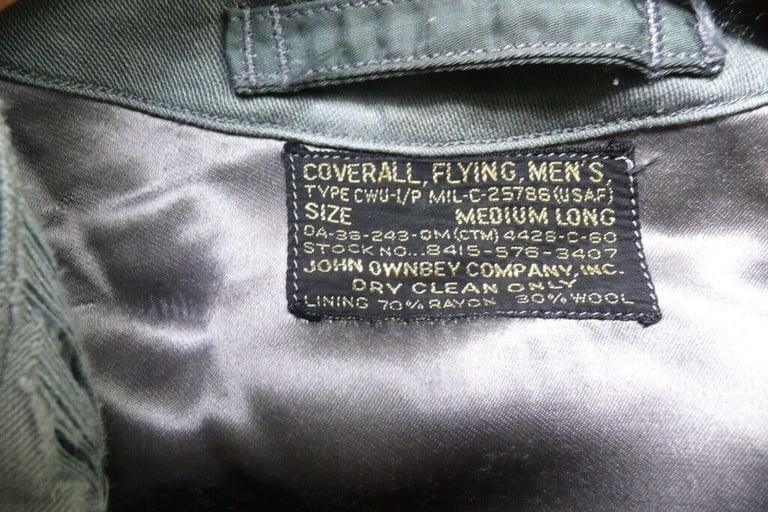 COVERALL, FLYING, MEN'S,
TYPE CWU-1/P MIL-C-25786 (USAF)
SIZE MEDIUM LONG
DA-36-243-QM(CTM) 4428-C-60
STOCK NO...8415-576-3407
JOHN OWNBEY COMPANY, INC.
DRY CLEAN ONLY
LINING 70% RAYON 30% WOOL